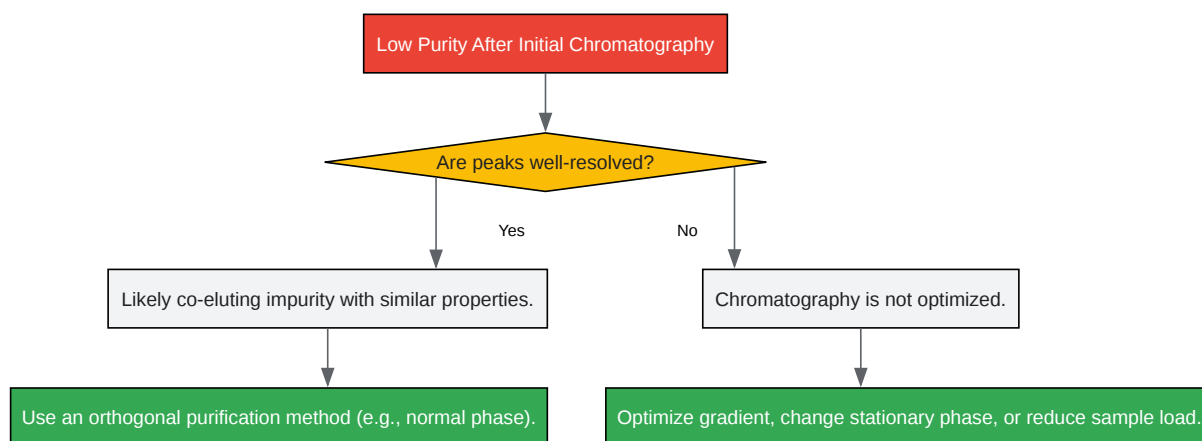 Low Purity After Initial Chromatography
Are peaks well-resolved?
Yes
No
Likely co-eluting impurity with similar properties.
Chromatography is not optimized.
Use an orthogonal purification method (e.g., normal phase).
Optimize gradient, change stationary phase, or reduce sample load.